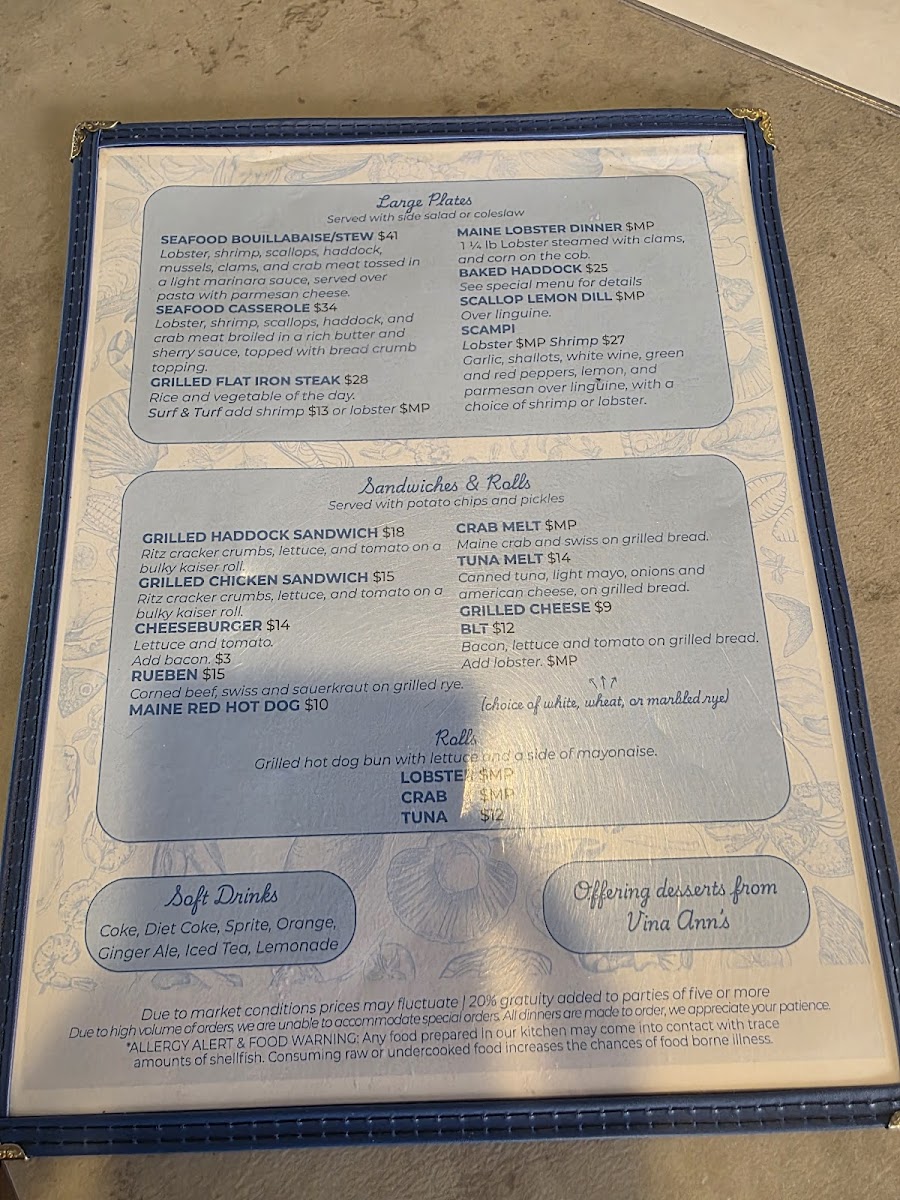 Large Plates
Served with side salad or coleslaw
SEAFOOD BOUILLABAISE/STEW $41
Lobster, shrimp, scallops, haddock,
mussels, clams, and crab meat tossed in
a light marinara sauce, served over
pasta with parmesan cheese.
SEAFOOD CASSEROLE $34
Lobster, shrimp, scallops, haddock, and
crab meat broiled in a rich butter and
sherry sauce, topped with bread crumb
topping.
GRILLED FLAT IRON STEAK $28
Rice and vegetable of the day.
Surf & Turf add shrimp $13 or lobster $MP
MAINE LOBSTER DINNER $MP
1 ¼ lb Lobster steamed with clams,
and corn on the cob.
BAKED HADDOCK $25
See special menu for details
SCALLOP LEMON DILL $MP
Over linguine.
SCAMPI
Lobster $MP Shrimp $27
Garlic, shallots, white wine, green
and red peppers, lemon, and
parmesan over linguine, with a
choice of shrimp or lobster.
Sandwiches & Rolls
Served with potato chips and pickles
GRILLED HADDOCK SANDWICH $18
Ritz cracker crumbs, lettuce, and tomato on a
bulky kaiser roll.
GRILLED CHICKEN SANDWICH $15
Ritz cracker crumbs, lettuce, and tomato on a
bulky kaiser roll.
CHEESEBURGER $14
Lettuce and tomato.
Add bacon. $3
RUEBEN $15
Corned beef, swiss and sauerkraut on grilled rye.
MAINE RED HOT DOG $10
CRAB MELT $MP
Maine crab and swiss on grilled bread.
TUNA MELT $14
Canned tuna, light mayo, onions and
american cheese, on grilled bread.
GRILLED CHEESE $9
BLT $12
Bacon, lettuce and tomato on grilled bread.
Add lobster. $MP
(choice of white, wheat, or marbled rye)
Rolls
Grilled hot dog bun with lettuce and a side of mayonaise.
LOBSTER $MP
CRAB $MP
TUNA $12
Soft Drinks
Coke, Diet Coke, Sprite, Orange,
Ginger Ale, Iced Tea, Lemonade
Offering desserts from
Vina Ann's
Due to market conditions prices may fluctuate | 20% gratuity added to parties of five or more
Due to high volume of orders, we are unable to accommodate special orders. All dinners are made to order, we appreciate your patience.
*ALLERGY ALERT & FOOD WARNING: Any food prepared in our kitchen may come into contact with trace
amounts of shellfish. Consuming raw or undercooked food increases the chances of food borne illness.